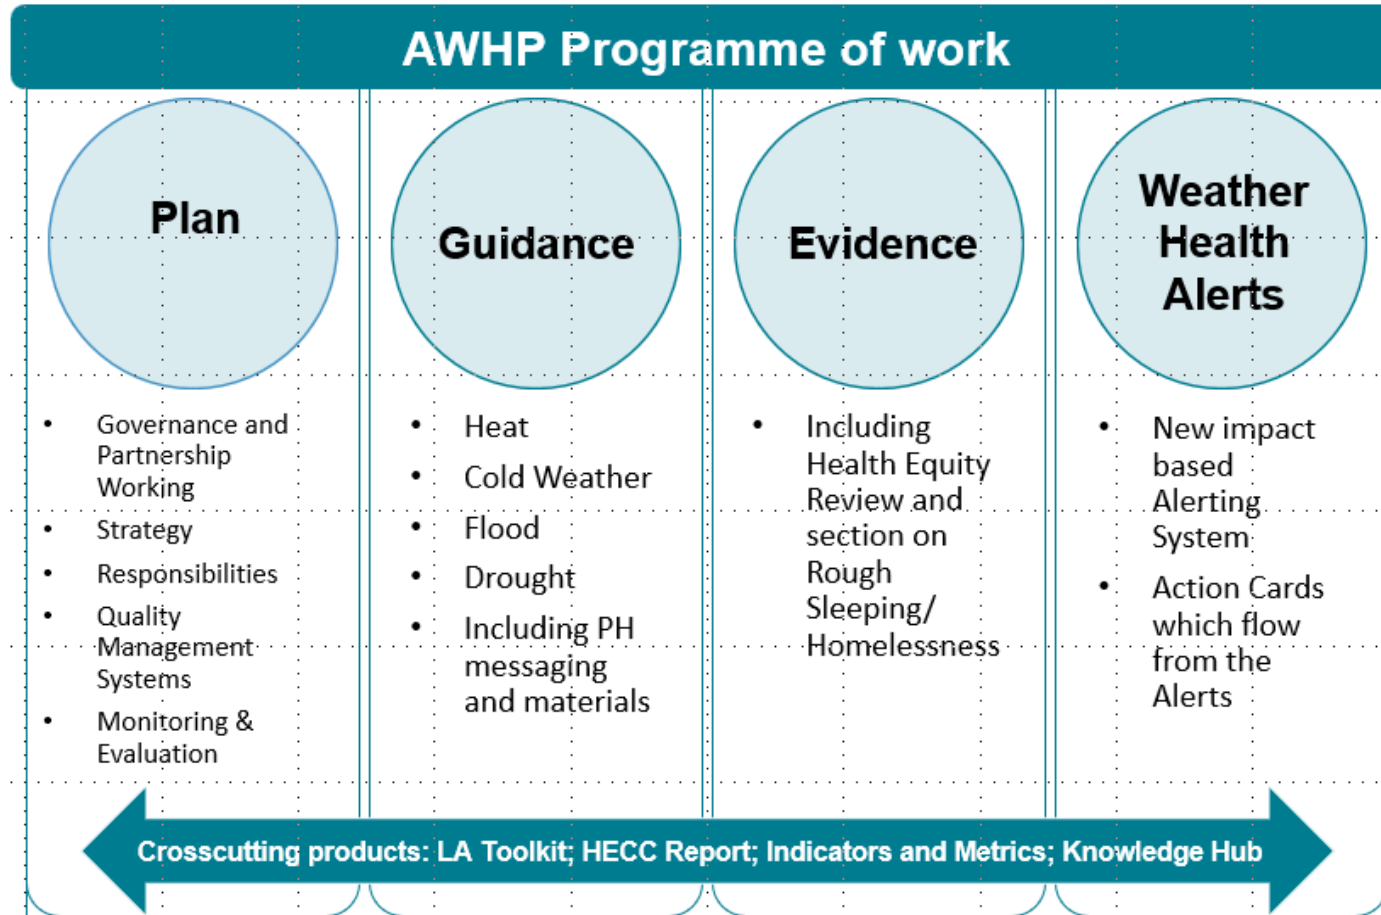 AWHP Programme of work
Plan
Guidance
Evidence
Weather
Health
Alerts
• Governance and
Partnership
Working
• Strategy
• Responsibilities
• Quality
Management
Systems
• Monitoring &
Evaluation
• Heat
• Cold Weather
• Flood
• Drought
• Including PH
messaging
and materials
• Including
Health Equity
Review and
section on
Rough
Sleeping/
Homelessness
• New impact
based
Alerting
System
• Action Cards
which flow
from the
Alerts
Crosscutting products: LA Toolkit; HECC Report; Indicators and Metrics; Knowledge Hub